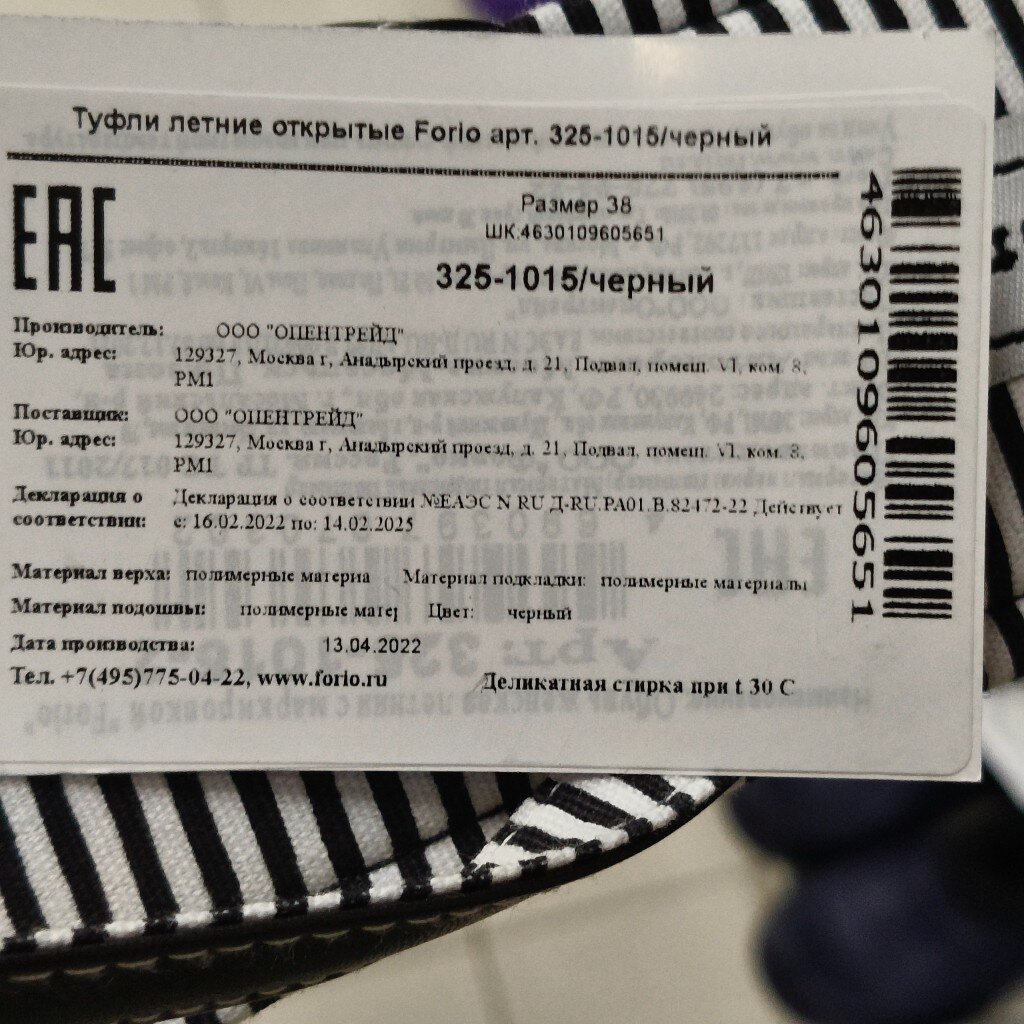 Туфли летние открытые Forio арт. 325-1015/черный
EAC
Размер 38
ШК.4630109605651
325-1015/черный
Производитель: ООО "ОПЕНТРЕЙД"
Юр. адрес: 129327, Москва г, Анадырский проезд, д. 21, Подвал, помещ. VI, ком. 8,
РМ1
Поставщик: ООО "ОПЕНТРЕЙД"
Юр. адрес: 129327, Москва г, Анадырский проезд, д. 21, Подвал, помещ. VI, ком. 8,
РМ1
Декларация о Декларация о соответствии №ЕАЭС N RU Д-RU.РА01.В.82472-22 Действует
соответствии: с: 16.02.2022 по: 14.02.2025
Материал верха: полимерные материа Материал подкладки: полимерные материалы
Материал подошвы: полимерные матер Цвет: черный
Дата производства: 13.04.2022
Тел. +7(495)775-04-22, www.forio.ru Деликатная стирка при t 30 C
4630109605651